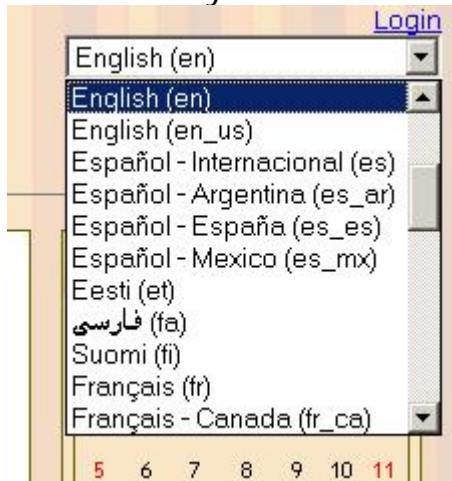 Login
English (en)
English (en)
English (en_us)
Español - Internacional (es)
Español - Argentina (es_ar)
Español - España (es_es)
Español - Mexico (es_mx)
Eesti (et)
فارسی (fa)
Suomi (fi)
Français (fr)
Français - Canada (fr_ca)
5 6 7 8 9 10 11